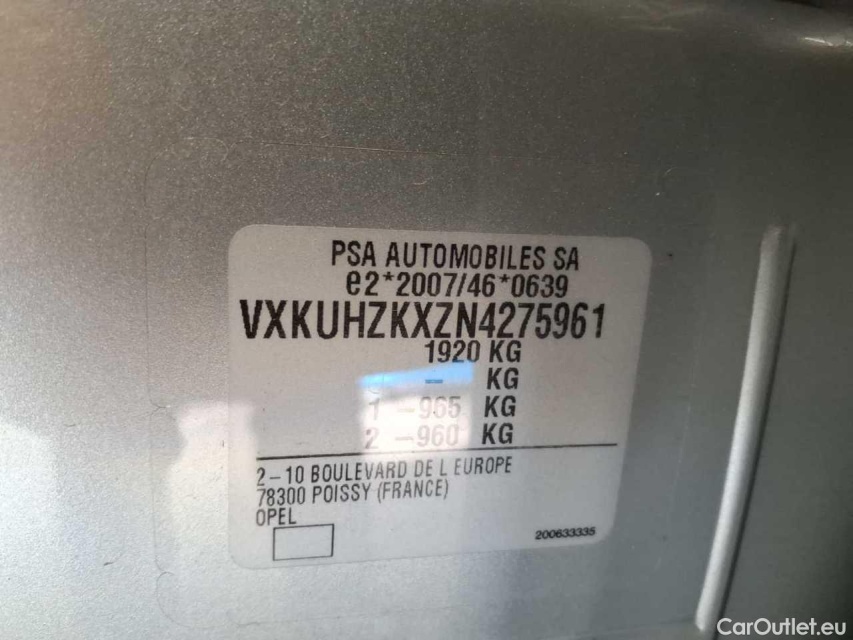 PSA AUTOMOBILES SA
e2*2007/46*0639
VXKUHZKXZN4275961
1920 KG
- KG
1 - 965 KG
2 - 960 KG
2-10 BOULEVARD DE L EUROPE
78300 POISSY (FRANCE)
OPEL
200633335
CarOutlet.eu